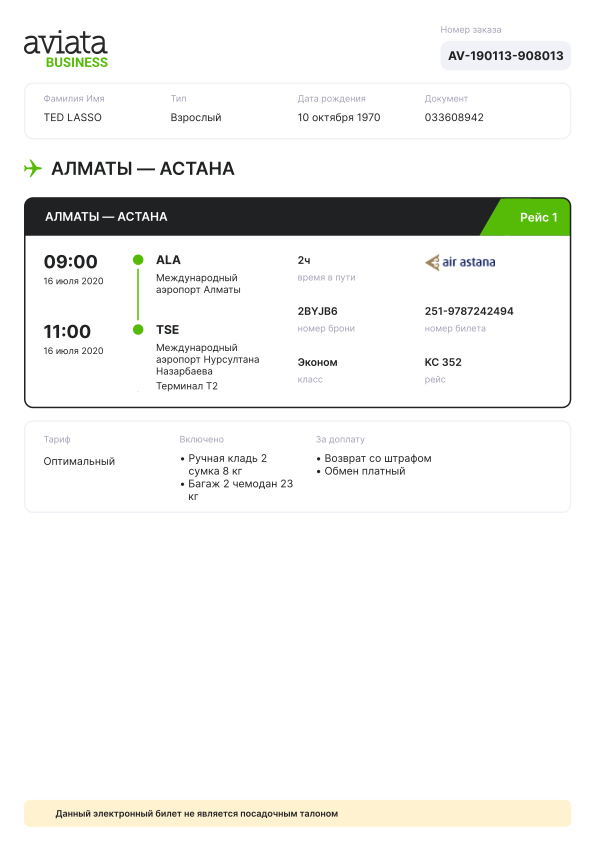 aviata
BUSINESS
Номер заказа
AV-190113-908013
Фамилия Имя
Тип
Дата рождения
Документ
TED LASSO
Взрослый
10 октября 1970
033608942
АЛМАТЫ — АСТАНА
АЛМАТЫ — АСТАНА
Рейс 1
09:00
16 июля 2020
ALA
Международный
аэропорт Алматы
2ч
время в пути
air astana
11:00
16 июля 2020
TSE
Международный
аэропорт Нурсултана
Назарбаева
Терминал T2
2BYJB6
номер брони
251-9787242494
номер билета
Эконом
класс
KC 352
рейс
Тариф
Оптимальный
Включено
• Ручная кладь 2
сумка 8 кг
• Багаж 2 чемодан 23
кг
За доплату
• Возврат со штрафом
• Обмен платный
Данный электронный билет не является посадочным талоном